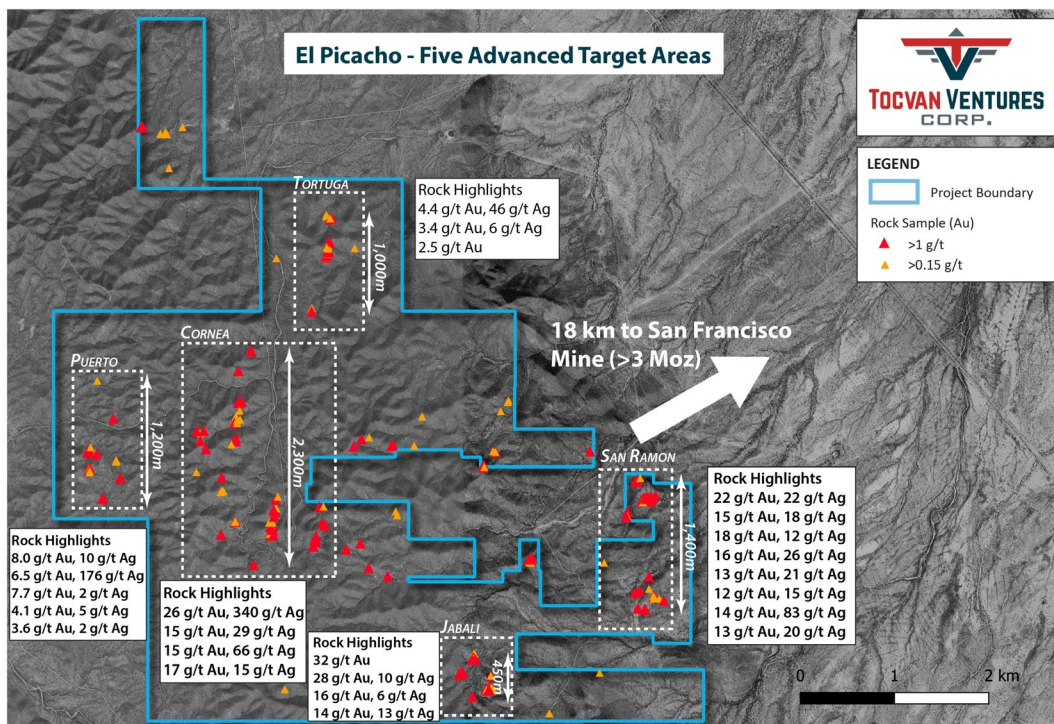 El Picacho - Five Advanced Target Areas
TOCVAN VENTURES
CORP.
LEGEND
Project Boundary
Rock Sample (Au)
>1 g/t
>0.15 g/t
TORTUGA
1,000m
Rock Highlights
4.4 g/t Au, 46 g/t Ag
3.4 g/t Au, 6 g/t Ag
2.5 g/t Au
18 km to San Francisco
Mine (>3 Moz)
CORNEA
2,300m
PUERTO
1,200m
SAN RAMON
1,400m
Rock Highlights
22 g/t Au, 22 g/t Ag
15 g/t Au, 18 g/t Ag
18 g/t Au, 12 g/t Ag
16 g/t Au, 26 g/t Ag
13 g/t Au, 21 g/t Ag
12 g/t Au, 15 g/t Ag
14 g/t Au, 83 g/t Ag
13 g/t Au, 20 g/t Ag
Rock Highlights
8.0 g/t Au, 10 g/t Ag
6.5 g/t Au, 176 g/t Ag
7.7 g/t Au, 2 g/t Ag
4.1 g/t Au, 5 g/t Ag
3.6 g/t Au, 2 g/t Ag
Rock Highlights
26 g/t Au, 340 g/t Ag
15 g/t Au, 29 g/t Ag
15 g/t Au, 66 g/t Ag
17 g/t Au, 15 g/t Ag
Rock Highlights
32 g/t Au
28 g/t Au, 10 g/t Ag
16 g/t Au, 6 g/t Ag
14 g/t Au, 13 g/t Ag
JABALI
450m
0 1 2 km